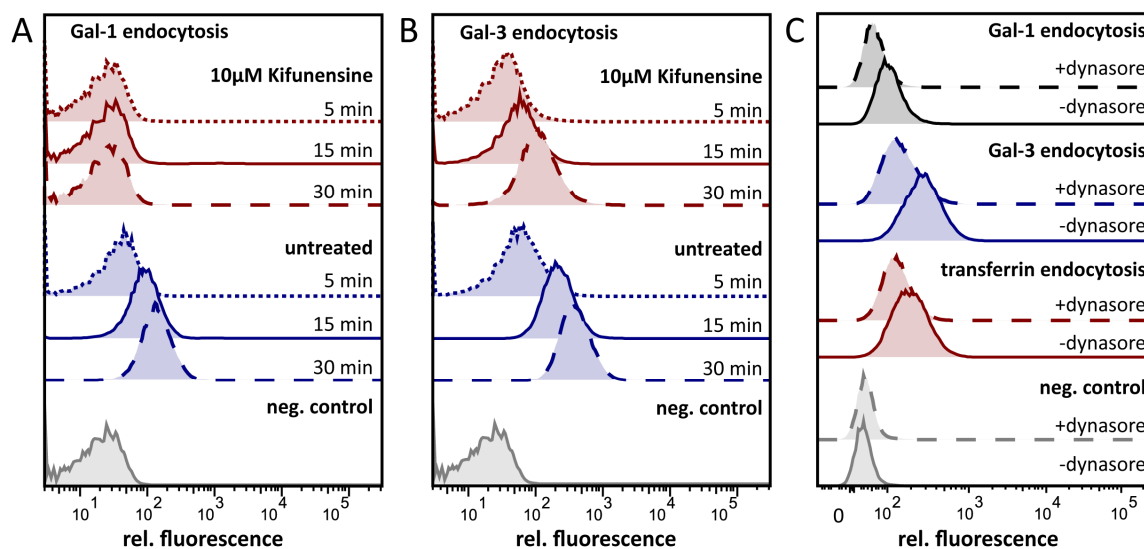 A
Gal-1 endocytosis
10µM Kifunensine
5 min
15 min
30 min
untreated
5 min
15 min
30 min
neg. control
10¹ 10² 10³ 10⁴ 10⁵
rel. fluorescence
B
Gal-3 endocytosis
10µM Kifunensine
5 min
15 min
30 min
untreated
5 min
15 min
30 min
neg. control
10¹ 10² 10³ 10⁴ 10⁵
rel. fluorescence
C
Gal-1 endocytosis
+dynasore
-dynasore
Gal-3 endocytosis
+dynasore
-dynasore
transferrin endocytosis
+dynasore
-dynasore
neg. control
+dynasore
-dynasore
0 10² 10³ 10⁴ 10⁵
rel. fluorescence